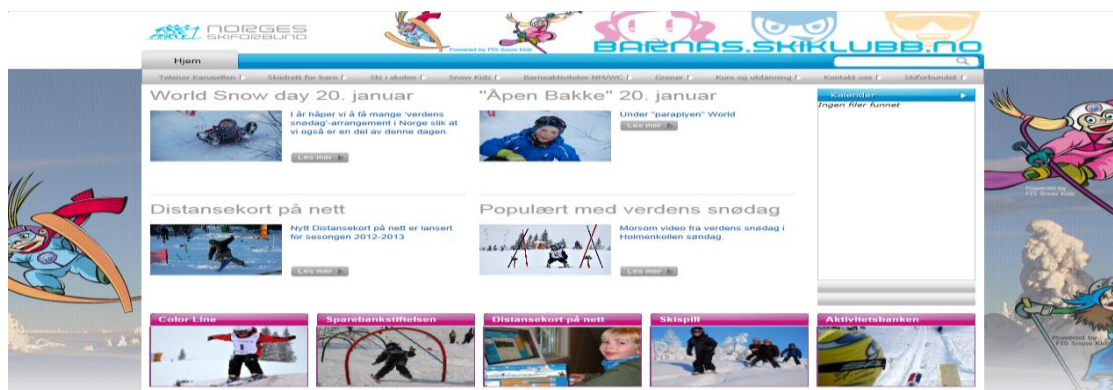 NORGES
SKIFORBUND
Powered by FIS Snow Kidz
BARNAS.SKIKLUBB.NO
Hjem
Telenor Karusellen
Skiidrett for barn
Ski i skolen
Snow Kidz
Barneaktiviteter NM/WC
Grener
Kurs og utdanning
Kontakt oss
Skiforbundet
World Snow day 20. januar
I år håper vi å få mange 'verdens
snødag'-arrangement i Norge slik at
vi også er en del av denne dagen.
Les mer
"Åpen Bakke" 20. januar
Under "paraplyen" World
Les mer
Kalender
Ingen filer funnet
Distansekort på nett
Nytt Distansekort på nett er lansert
for sesongen 2012-2013
Les mer
Populært med verdens snødag
Morsom video fra verdens snødag i
Holmenkollen søndag.
Les mer
Powered by
FIS Snow Kidz
Powered by
FIS Snow Kidz
Color Line
Sparebankstiftelsen
Distansekort på nett
Skispill
Aktivitetsbanken